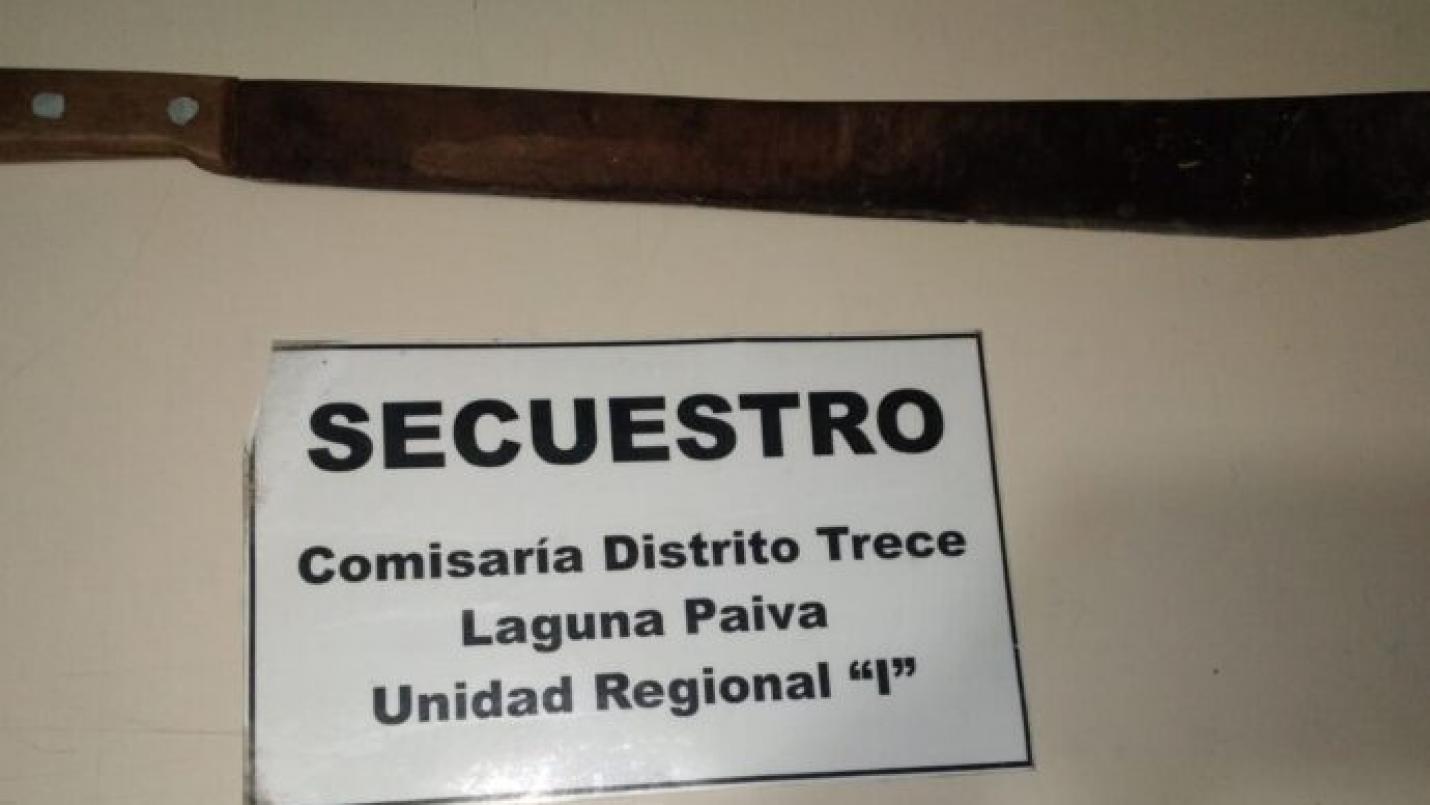 SECUESTRO
Comisaría Distrito Trece
Laguna Paiva
Unidad Regional “I”